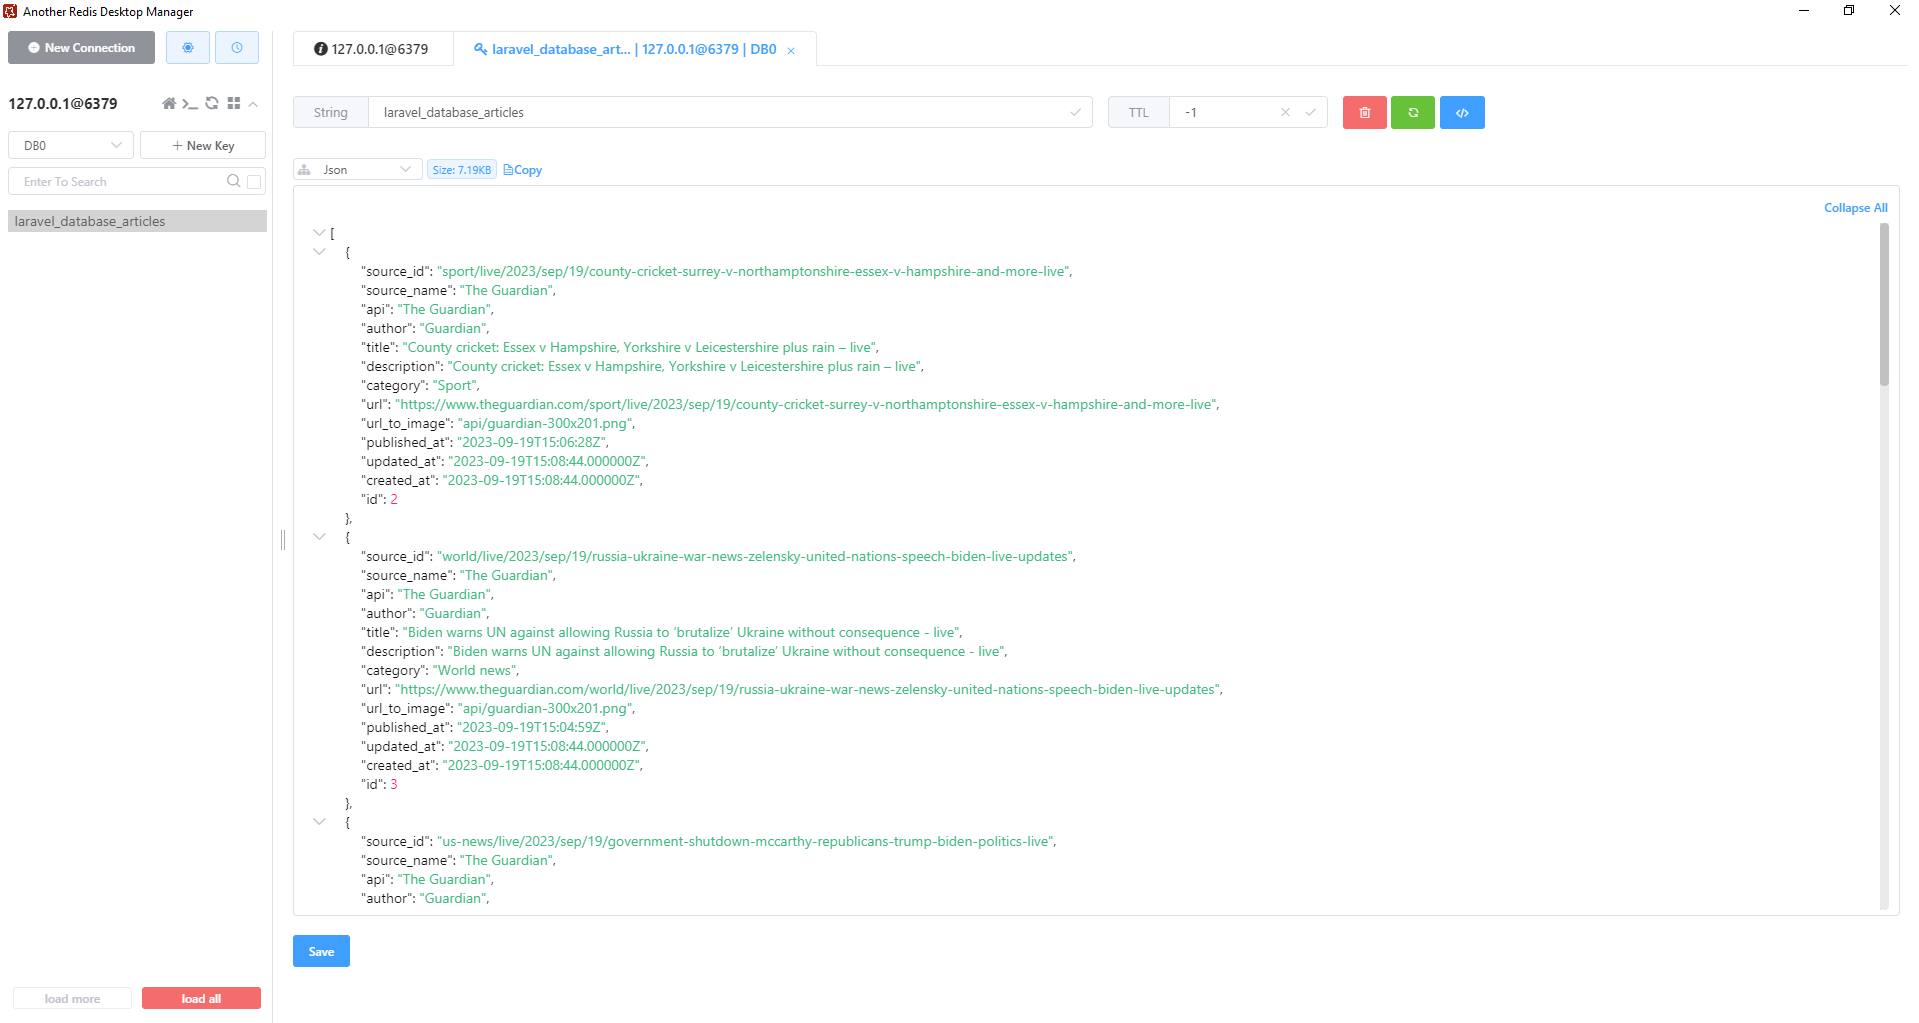 Another Redis Desktop Manager
New Connection
127.0.0.1@6379
DB0
New Key
Enter To Search
laravel_database_articles
load more
load all
127.0.0.1@6379
laravel_database_art... | 127.0.0.1@6379 | DB0
String
laravel_database_articles
TTL
-1
Json
Size: 7.19KB
Copy
Collapse All
[
{
"source_id": "sport/live/2023/sep/19/county-cricket-surrey-v-northamptonshire-essex-v-hampshire-and-more-live",
"source_name": "The Guardian",
"api": "The Guardian",
"author": "Guardian",
"title": "County cricket: Essex v Hampshire, Yorkshire v Leicestershire plus rain – live",
"description": "County cricket: Essex v Hampshire, Yorkshire v Leicestershire plus rain – live",
"category": "Sport",
"url": "https://www.theguardian.com/sport/live/2023/sep/19/county-cricket-surrey-v-northamptonshire-essex-v-hampshire-and-more-live",
"url_to_image": "api/guardian-300x201.png",
"published_at": "2023-09-19T15:06:28Z",
"updated_at": "2023-09-19T15:08:44.000000Z",
"created_at": "2023-09-19T15:08:44.000000Z",
"id": 2
},
{
"source_id": "world/live/2023/sep/19/russia-ukraine-war-news-zelensky-united-nations-speech-biden-live-updates",
"source_name": "The Guardian",
"api": "The Guardian",
"author": "Guardian",
"title": "Biden warns UN against allowing Russia to ‘brutalize’ Ukraine without consequence - live",
"description": "Biden warns UN against allowing Russia to ‘brutalize’ Ukraine without consequence - live",
"category": "World news",
"url": "https://www.theguardian.com/world/live/2023/sep/19/russia-ukraine-war-news-zelensky-united-nations-speech-biden-live-updates",
"url_to_image": "api/guardian-300x201.png",
"published_at": "2023-09-19T15:04:59Z",
"updated_at": "2023-09-19T15:08:44.000000Z",
"created_at": "2023-09-19T15:08:44.000000Z",
"id": 3
},
{
"source_id": "us-news/live/2023/sep/19/government-shutdown-mccarthy-republicans-trump-biden-politics-live",
"source_name": "The Guardian",
"api": "The Guardian",
"author": "Guardian",
Save